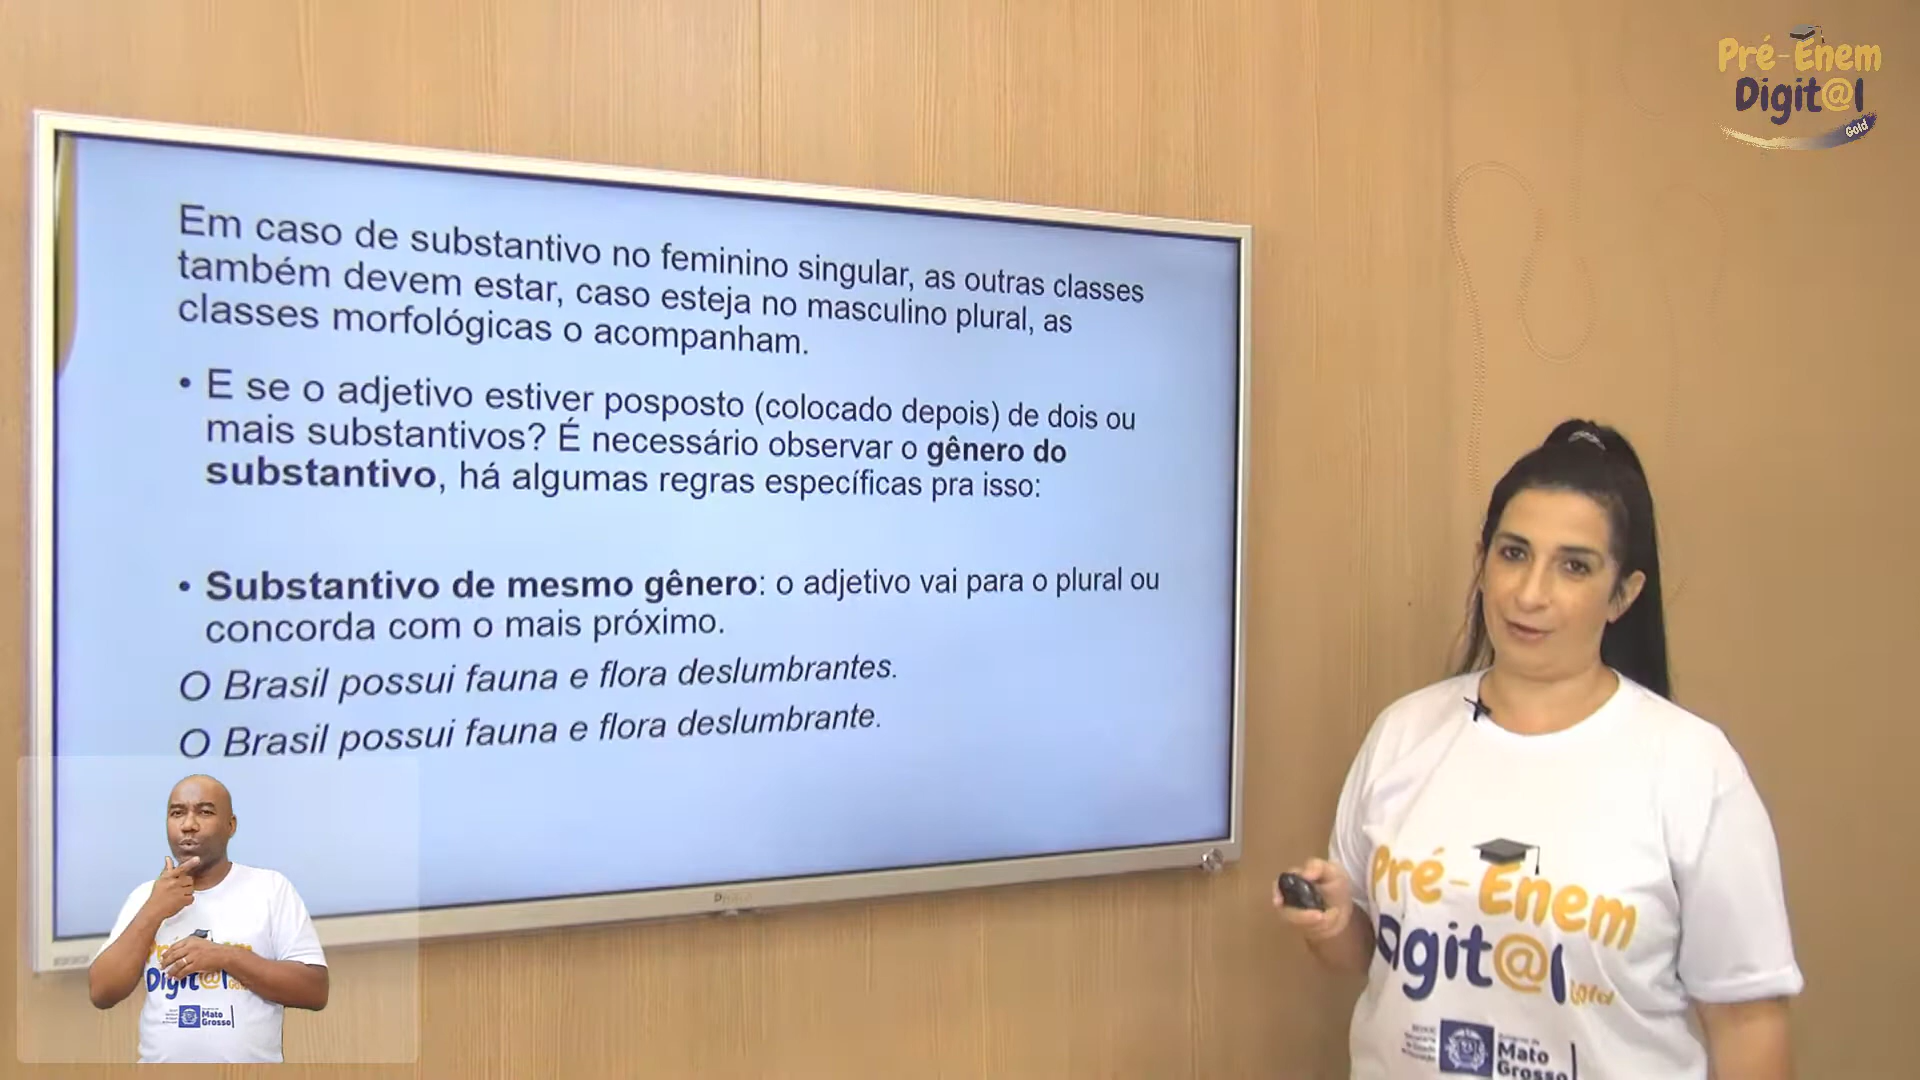 Pré-Enem
Digit@l
Gold
Em caso de substantivo no feminino singular, as outras classes
também devem estar, caso esteja no masculino plural, as
classes morfológicas o acompanham.
• E se o adjetivo estiver posposto (colocado depois) de dois ou
mais substantivos? É necessário observar o gênero do
substantivo, há algumas regras específicas pra isso:
• Substantivo de mesmo gênero: o adjetivo vai para o plural ou
concorda com o mais próximo.
O Brasil possui fauna e flora deslumbrantes.
O Brasil possui fauna e flora deslumbrante.
Pré-Enem
Digit@l
Gold
Mato
Grosso
Digit@l
Mato
Grosso